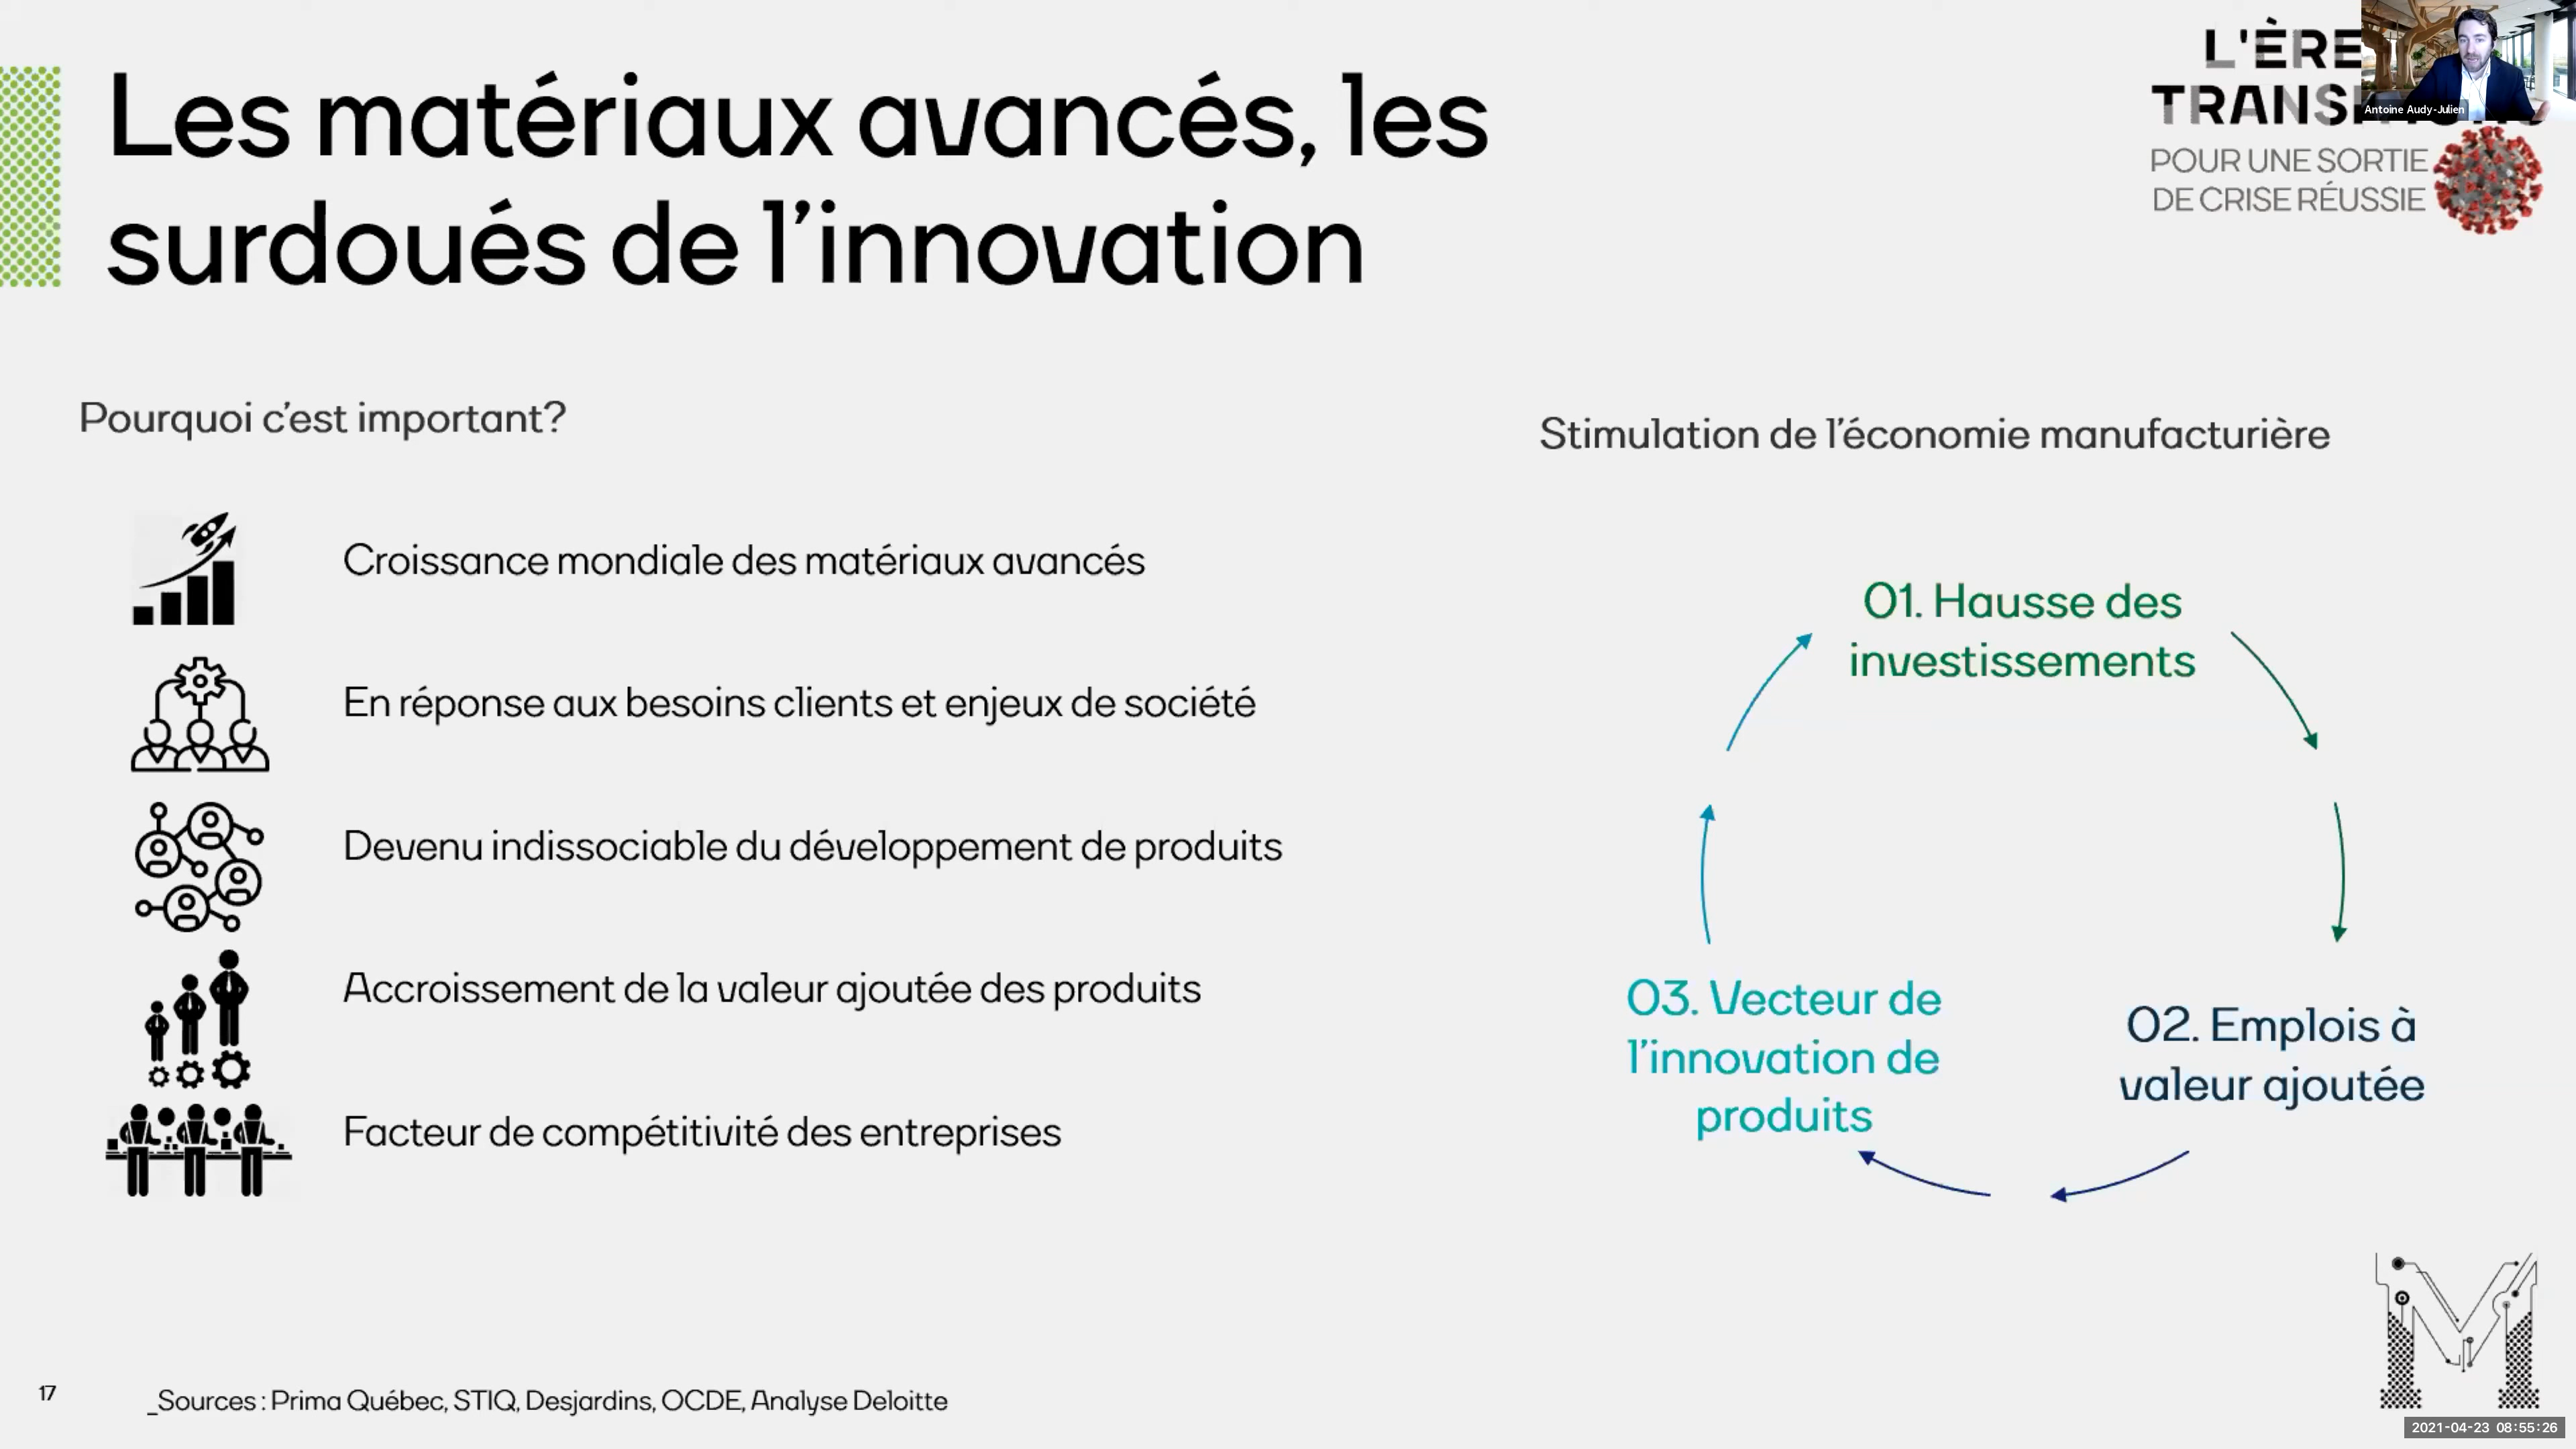 Les matériaux avancés, les
surdoués de l'innovation
L'ÈRE
Antoine Audy-Julien
POUR UNE SORTIE
DE CRISE RÉUSSIE
Pourquoi c'est important?
Croissance mondiale des matériaux avancés
En réponse aux besoins clients et enjeux de société
Devenu indissociable du développement de produits
Accroissement de la valeur ajoutée des produits
Facteur de compétitivité des entreprises
Stimulation de l'économie manufacturière
01. Hausse des
investissements
02. Emplois à
valeur ajoutée
03. Vecteur de
l'innovation de
produits
17
_Sources : Prima Québec, STIQ, Desjardins, OCDE, Analyse Deloitte
M
2021-04-23 08:55:26